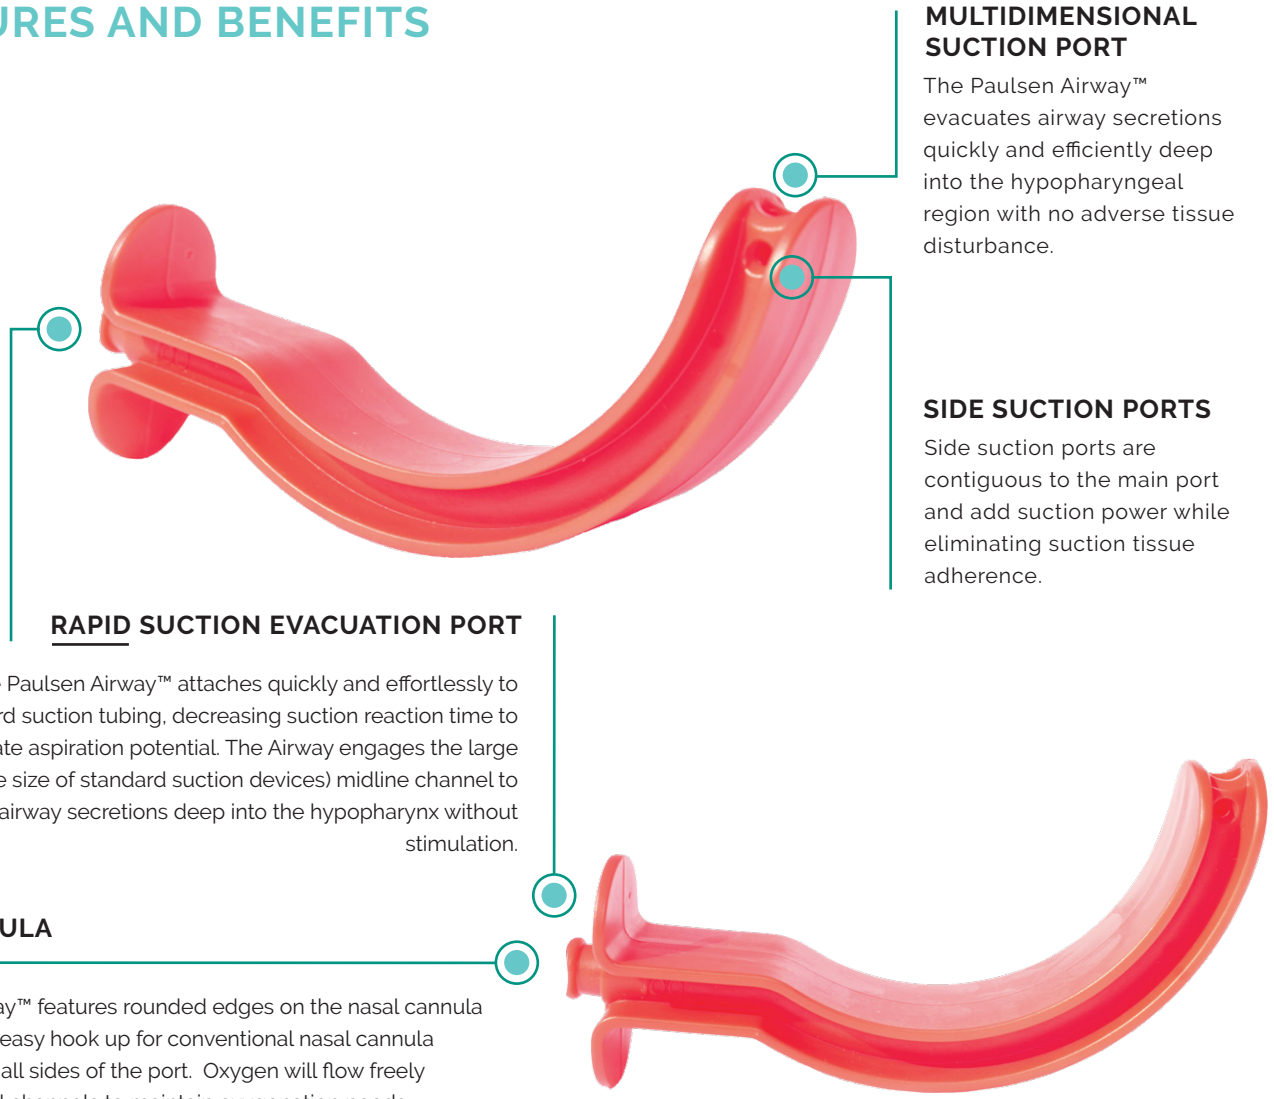 URES AND BENEFITS
MULTIDIMENSIONAL
SUCTION PORT
The Paulsen Airway™
evacuates airway secretions
quickly and efficiently deep
into the hypopharyngeal
region with no adverse tissue
disturbance.
SIDE SUCTION PORTS
Side suction ports are
contiguous to the main port
and add suction power while
eliminating suction tissue
adherence.
RAPID SUCTION EVACUATION PORT
Paulsen Airway™ attaches quickly and effortlessly to
rd suction tubing, decreasing suction reaction time to
ate aspiration potential. The Airway engages the large
e size of standard suction devices) midline channel to
airway secretions deep into the hypopharynx without
stimulation.
ULA
ay™ features rounded edges on the nasal cannula
easy hook up for conventional nasal cannula
all sides of the port. Oxygen will flow freely